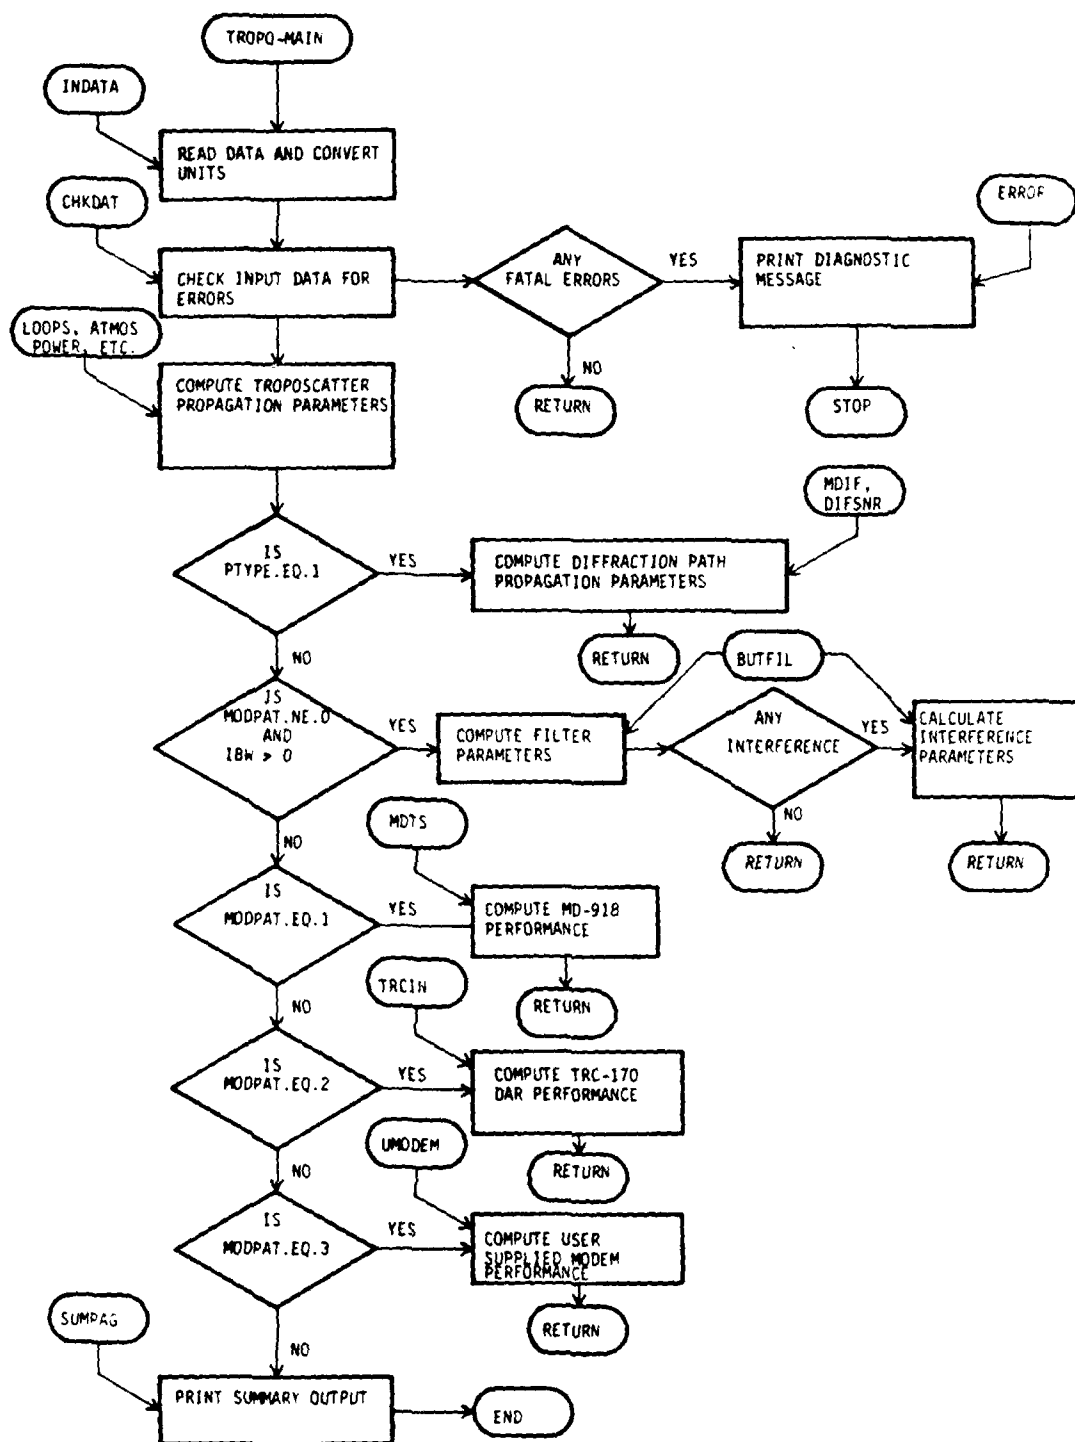 TROPO-MAIN
INDATA
READ DATA AND CONVERT
UNITS
CHKDAT
CHECK INPUT DATA FOR
ERRORS
ANY
FATAL ERRORS
YES
NO
RETURN
ERROR
PRINT DIAGNOSTIC
MESSAGE
STOP
LOOPS, ATMOS
POWER, ETC.
COMPUTE TROPOSCATTER
PROPAGATION PARAMETERS
IS
PTYPE.EQ.1
YES
NO
MDIF,
DIFSNR
COMPUTE DIFFRACTION PATH
PROPAGATION PARAMETERS
RETURN
IS
MODPAT.NE.0
AND
IBW > 0
YES
NO
BUTFIL
COMPUTE FILTER
PARAMETERS
ANY
INTERFERENCE
YES
NO
RETURN
CALCULATE
INTERFERENCE
PARAMETERS
RETURN
MDTS
IS
MODPAT.EQ.1
YES
NO
COMPUTE MD-918
PERFORMANCE
RETURN
TRCIN
IS
MODPAT.EQ.2
YES
NO
COMPUTE TRC-170
DAR PERFORMANCE
RETURN
UMODEM
IS
MODPAT.EQ.3
YES
NO
COMPUTE USER
SUPPLIED MODEM
PERFORMANCE
RETURN
SUMPAG
PRINT SUMMARY OUTPUT
END